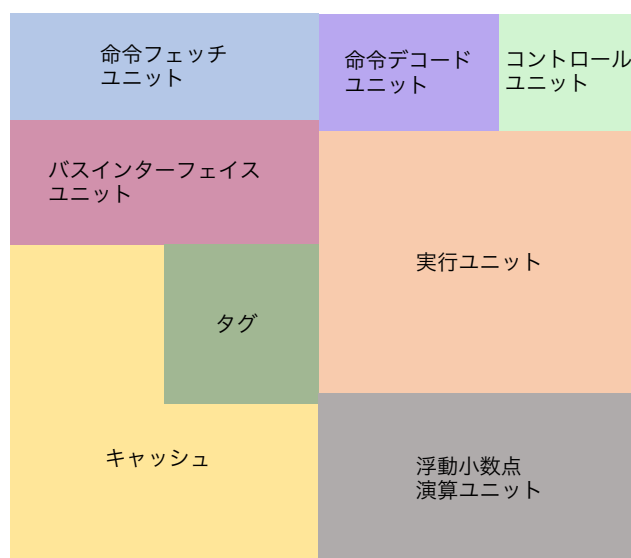 命令フェッチ
ユニット
命令デコード
ユニット
コントロール
ユニット
バスインターフェイス
ユニット
実行ユニット
タグ
キャッシュ
浮動小数点
演算ユニット